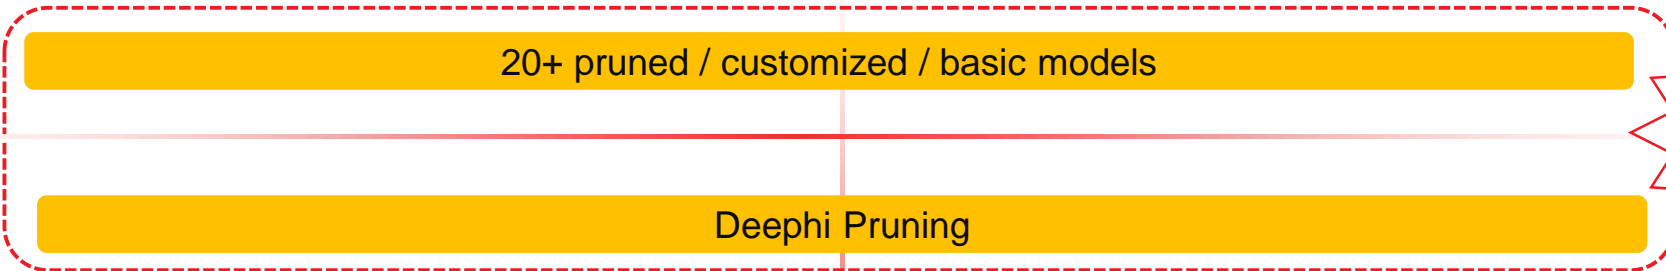 20+ pruned / customized / basic models
Deephi Pruning